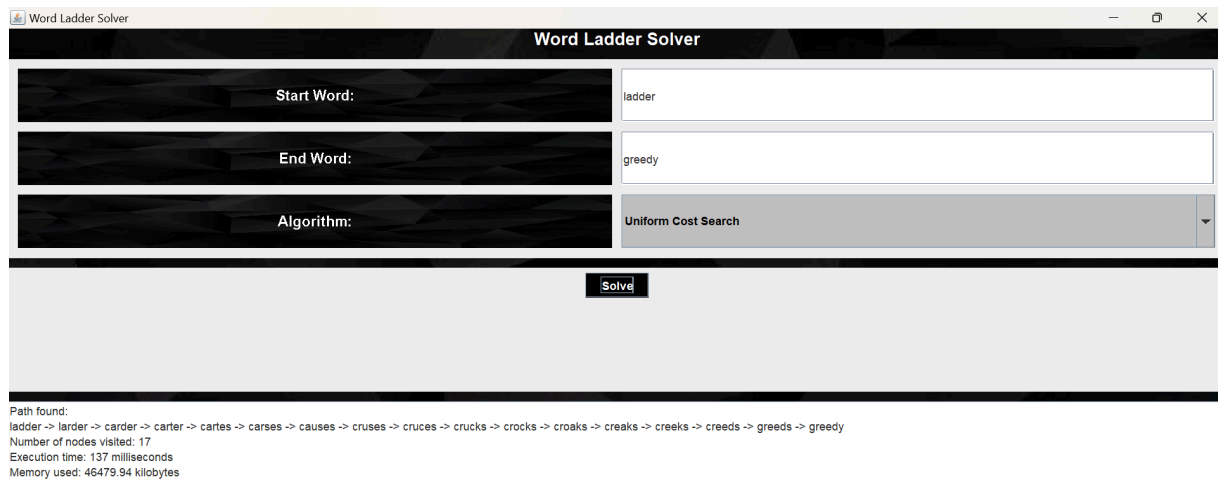 Word Ladder Solver
Word Ladder Solver
Start Word:
ladder
End Word:
greedy
Algorithm:
Uniform Cost Search
Solve
Path found:
ladder -> larder -> carder -> carter -> cartes -> carses -> causes -> cruses -> cruces -> crucks -> crocks -> croaks -> creaks -> creeks -> creeds -> greeds -> greedy
Number of nodes visited: 17
Execution time: 137 milliseconds
Memory used: 46479.94 kilobytes